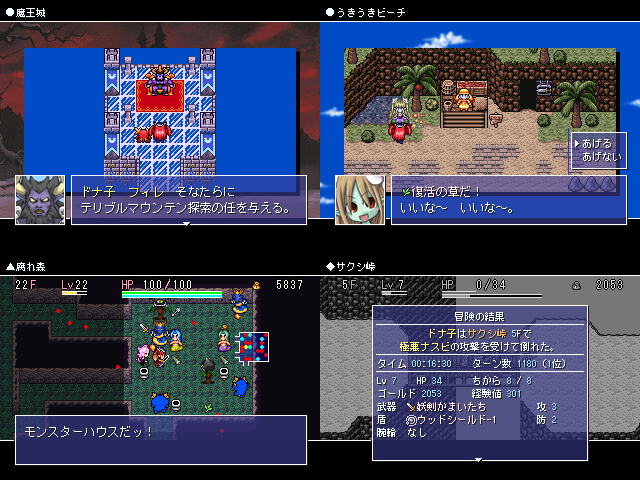 ●魔王城
ドナ子　フィレ　そなたらに
テリブルマウンテン探索の任を与える。
●うきうきビーチ
▶あげる
あげない
復活の草だ！
いいな～　いいな～。
▲腐れ森
22F Lv22 HP 100/100 5837
モンスターハウスだッ！
◆サクシ峠
5F Lv7 HP 0/34 2053
冒険の結果
ドナ子はサクシ峠 5Fで
極悪ナスビの攻撃を受けて倒れた。
タイム 00:16:30 ターン数 1180 (1位)
Lv 7 HP 34 ちから 8 / 8
ゴールド 2053 経験値 301
武器 妖剣かまいたち 攻 3
盾 ウッドシールド-1 防 2
腕輪 なし